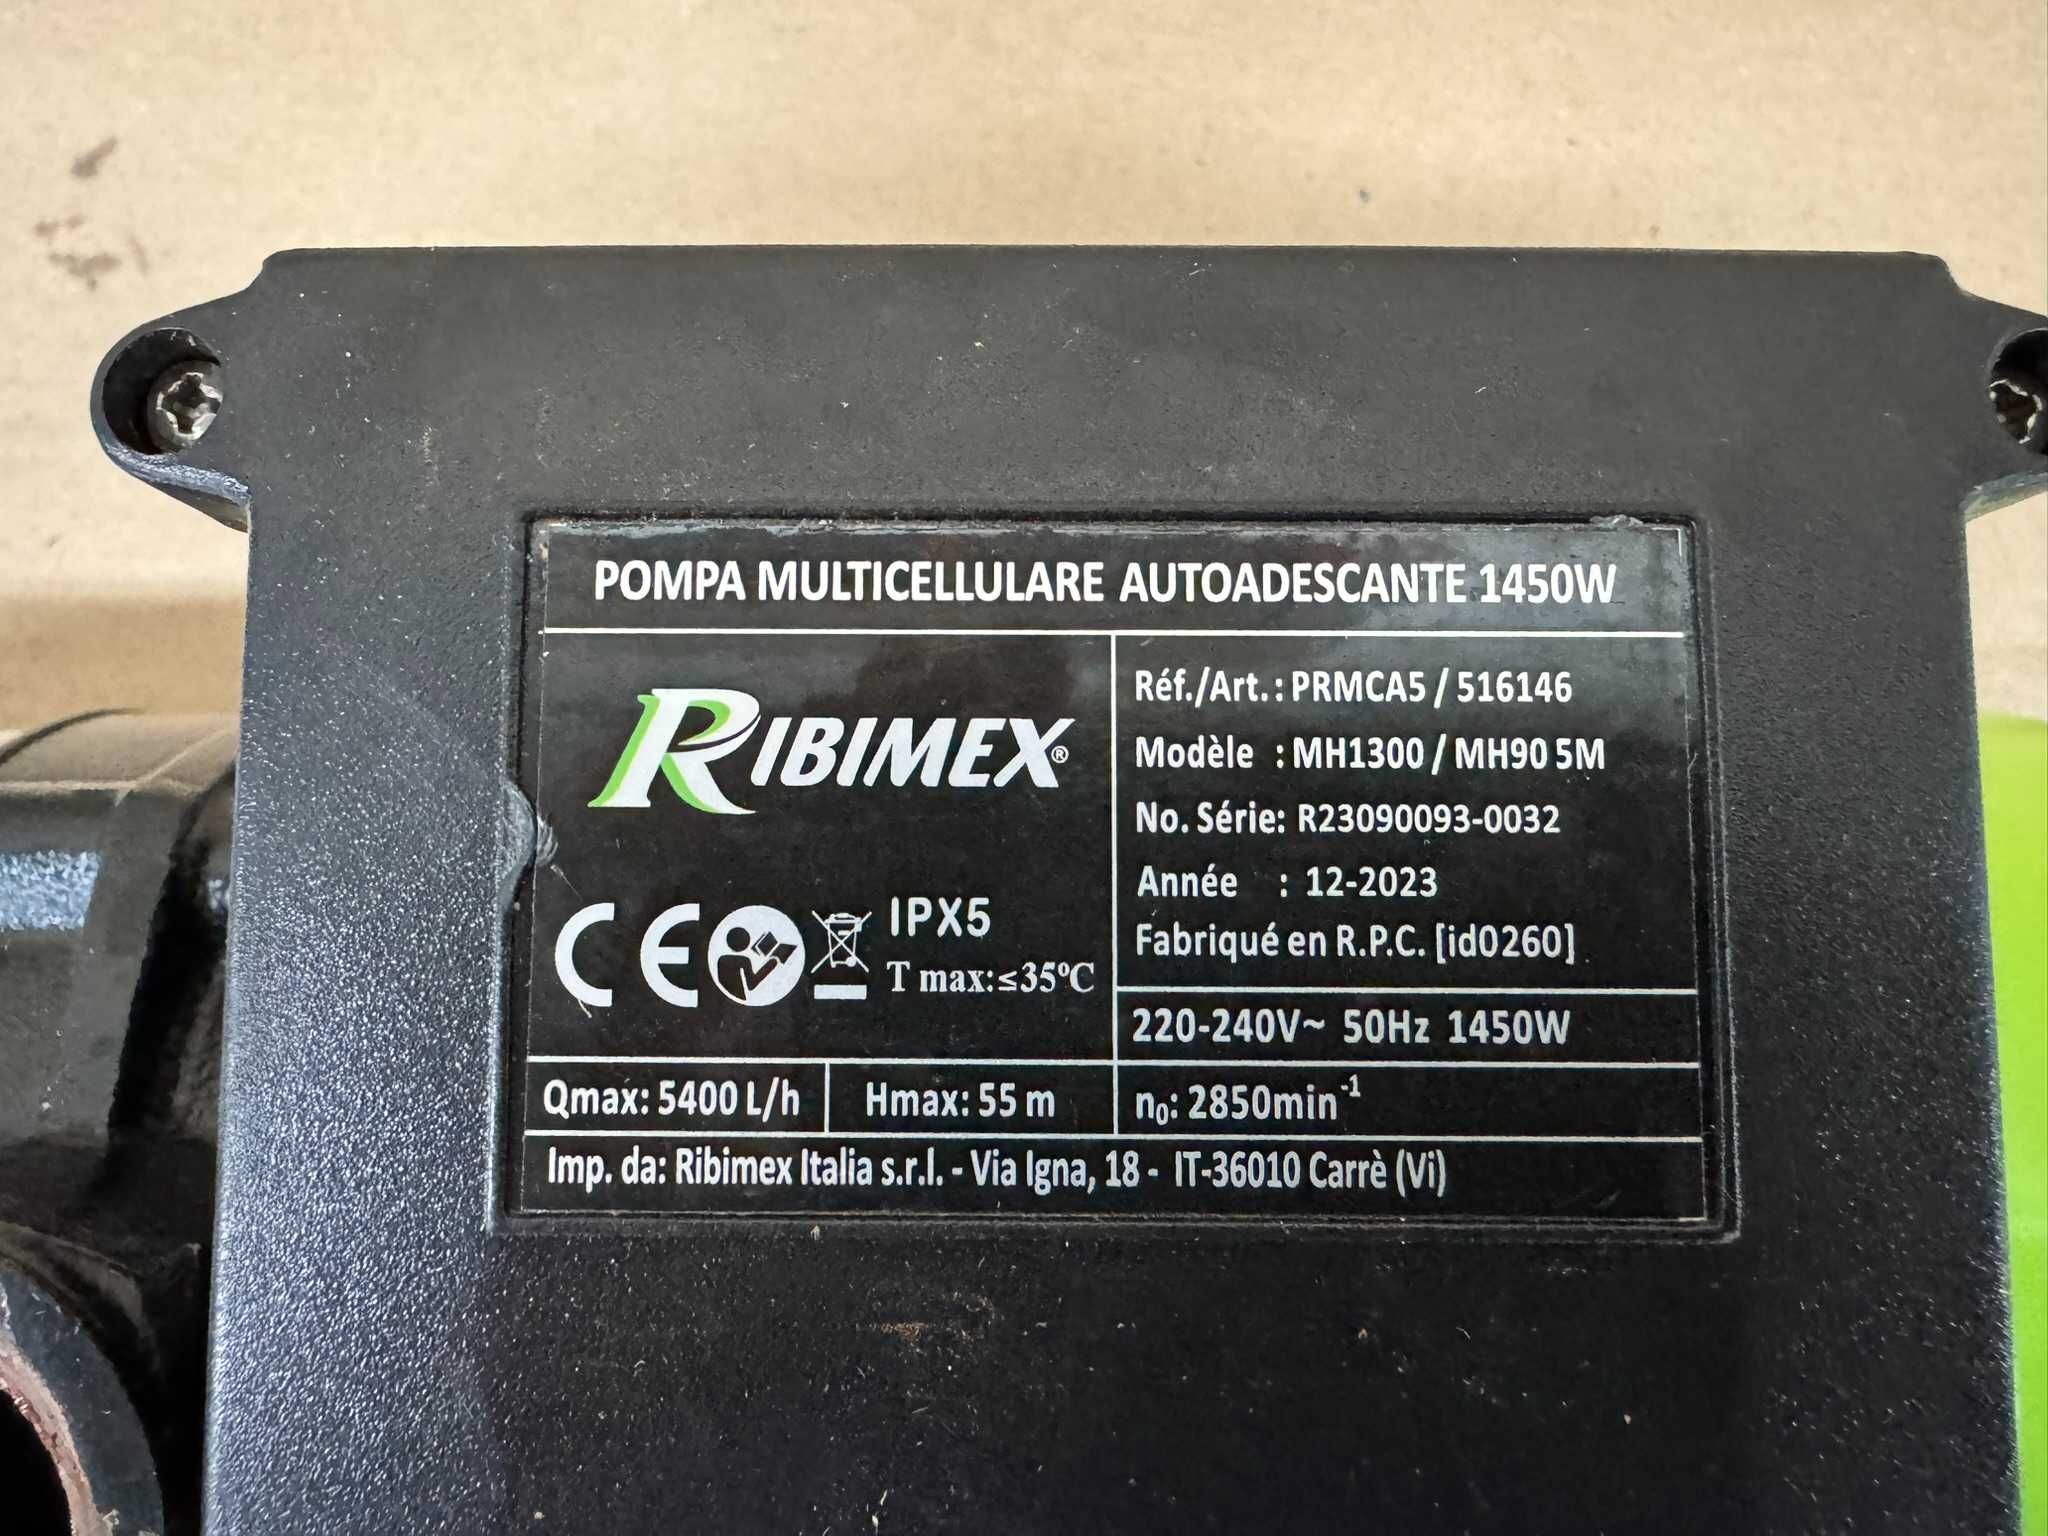 POMPA MULTICELLULARE AUTOADESCANTE 1450W
RIBIMEX®
CE IPX5
T max:≤35ºC
Réf./Art.: PRMCA5 / 516146
Modèle : MH1300 / MH90 5M
No. Série: R23090093-0032
Année : 12-2023
Fabriqué en R.P.C. [id0260]
220-240V~ 50Hz 1450W
Qmax: 5400 L/h
Hmax: 55 m
n₀: 2850min⁻¹
Imp. da: Ribimex Italia s.r.l. - Via Igna, 18 - IT-36010 Carrè (Vi)